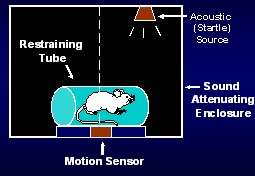 Acoustic
(Startle)
Source
Restraining
Tube
Sound
Attenuating
Enclosure
Motion Sensor